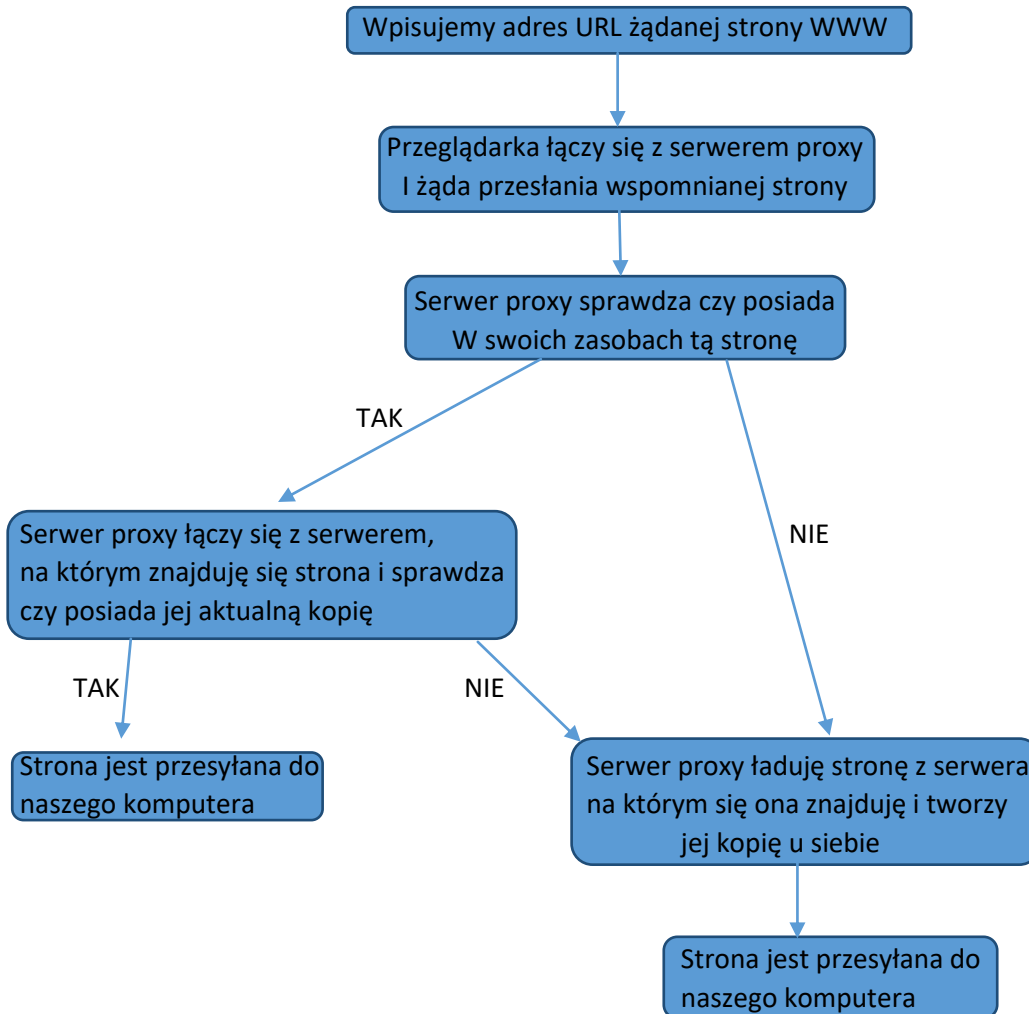 Wpisujemy adres URL żądanej strony WWW
Przeglądarka łączy się z serwerem proxy
I żąda przesłania wspomnianej strony
Serwer proxy sprawdza czy posiada
W swoich zasobach tą stronę
TAK
NIE
Serwer proxy łączy się z serwerem,
na którym znajduję się strona i sprawdza
czy posiada jej aktualną kopię
TAK
NIE
Strona jest przesyłana do
naszego komputera
Serwer proxy ładuję stronę z serwera
na którym się ona znajduję i tworzy
jej kopię u siebie
Strona jest przesyłana do
naszego komputera